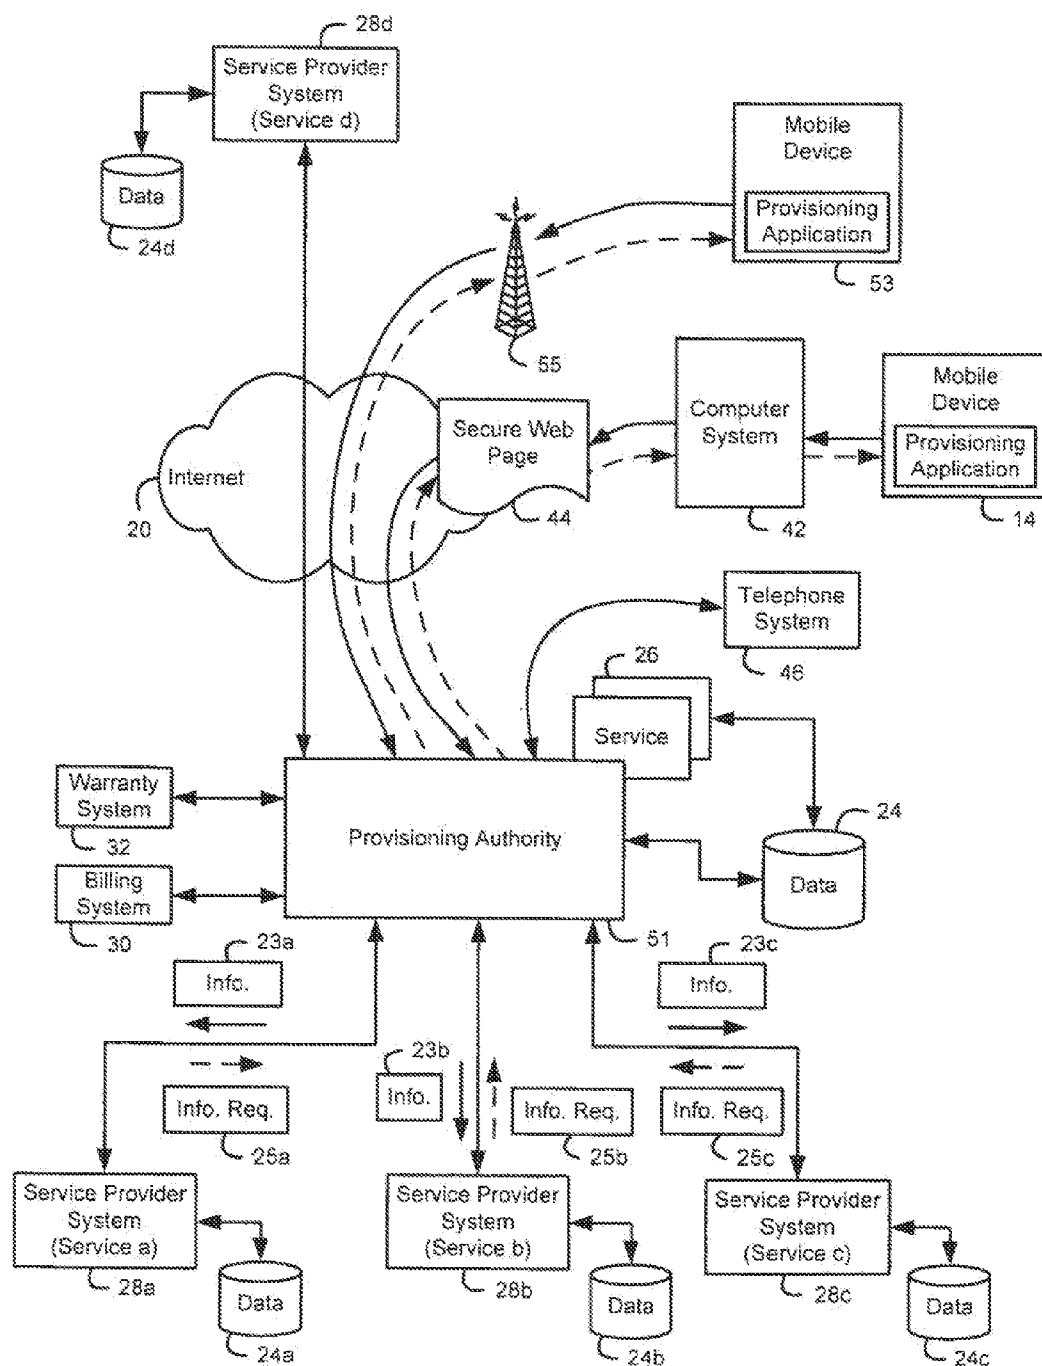 28d
Service Provider
System
(Service d)
Data
24d
Mobile
Device
Provisioning
Application
53
55
Internet
20
Secure Web
Page
44
Computer
System
42
Mobile
Device
Provisioning
Application
14
Telephone
System
46
26
Service
Warranty
System
32
Provisioning Authority
51
24
Data
Billing
System
30
23a
Info.
23c
Info.
23b
Info.
Info. Req.
25a
Info. Req.
25b
Info. Req.
25c
Service Provider
System
(Service a)
28a
Data
24a
Service Provider
System
(Service b)
28b
Data
24b
Service Provider
System
(Service c)
28c
Data
24c